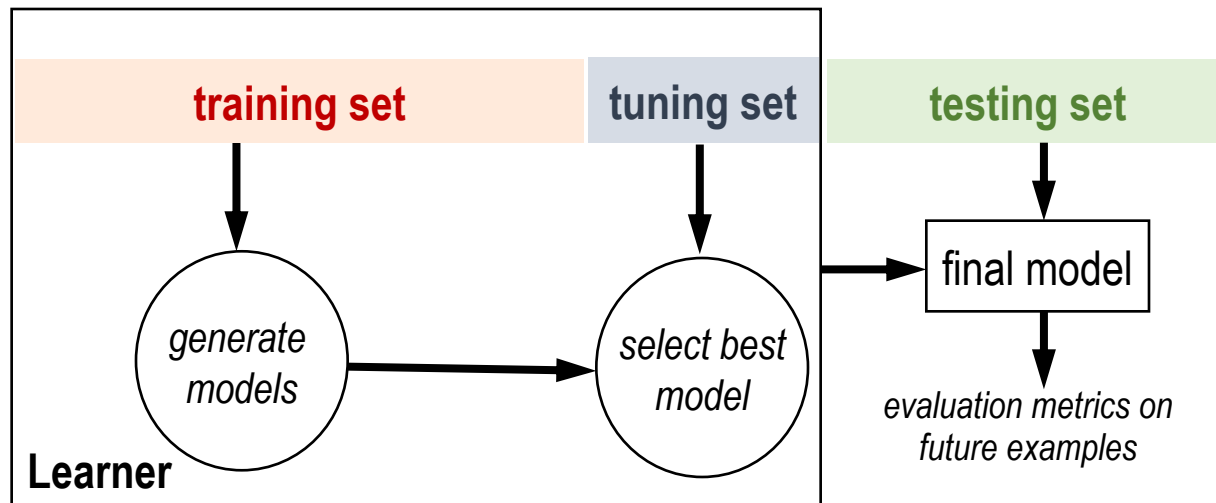 training set
tuning set
testing set
generate
models
select best
model
final model
evaluation metrics on
future examples
Learner